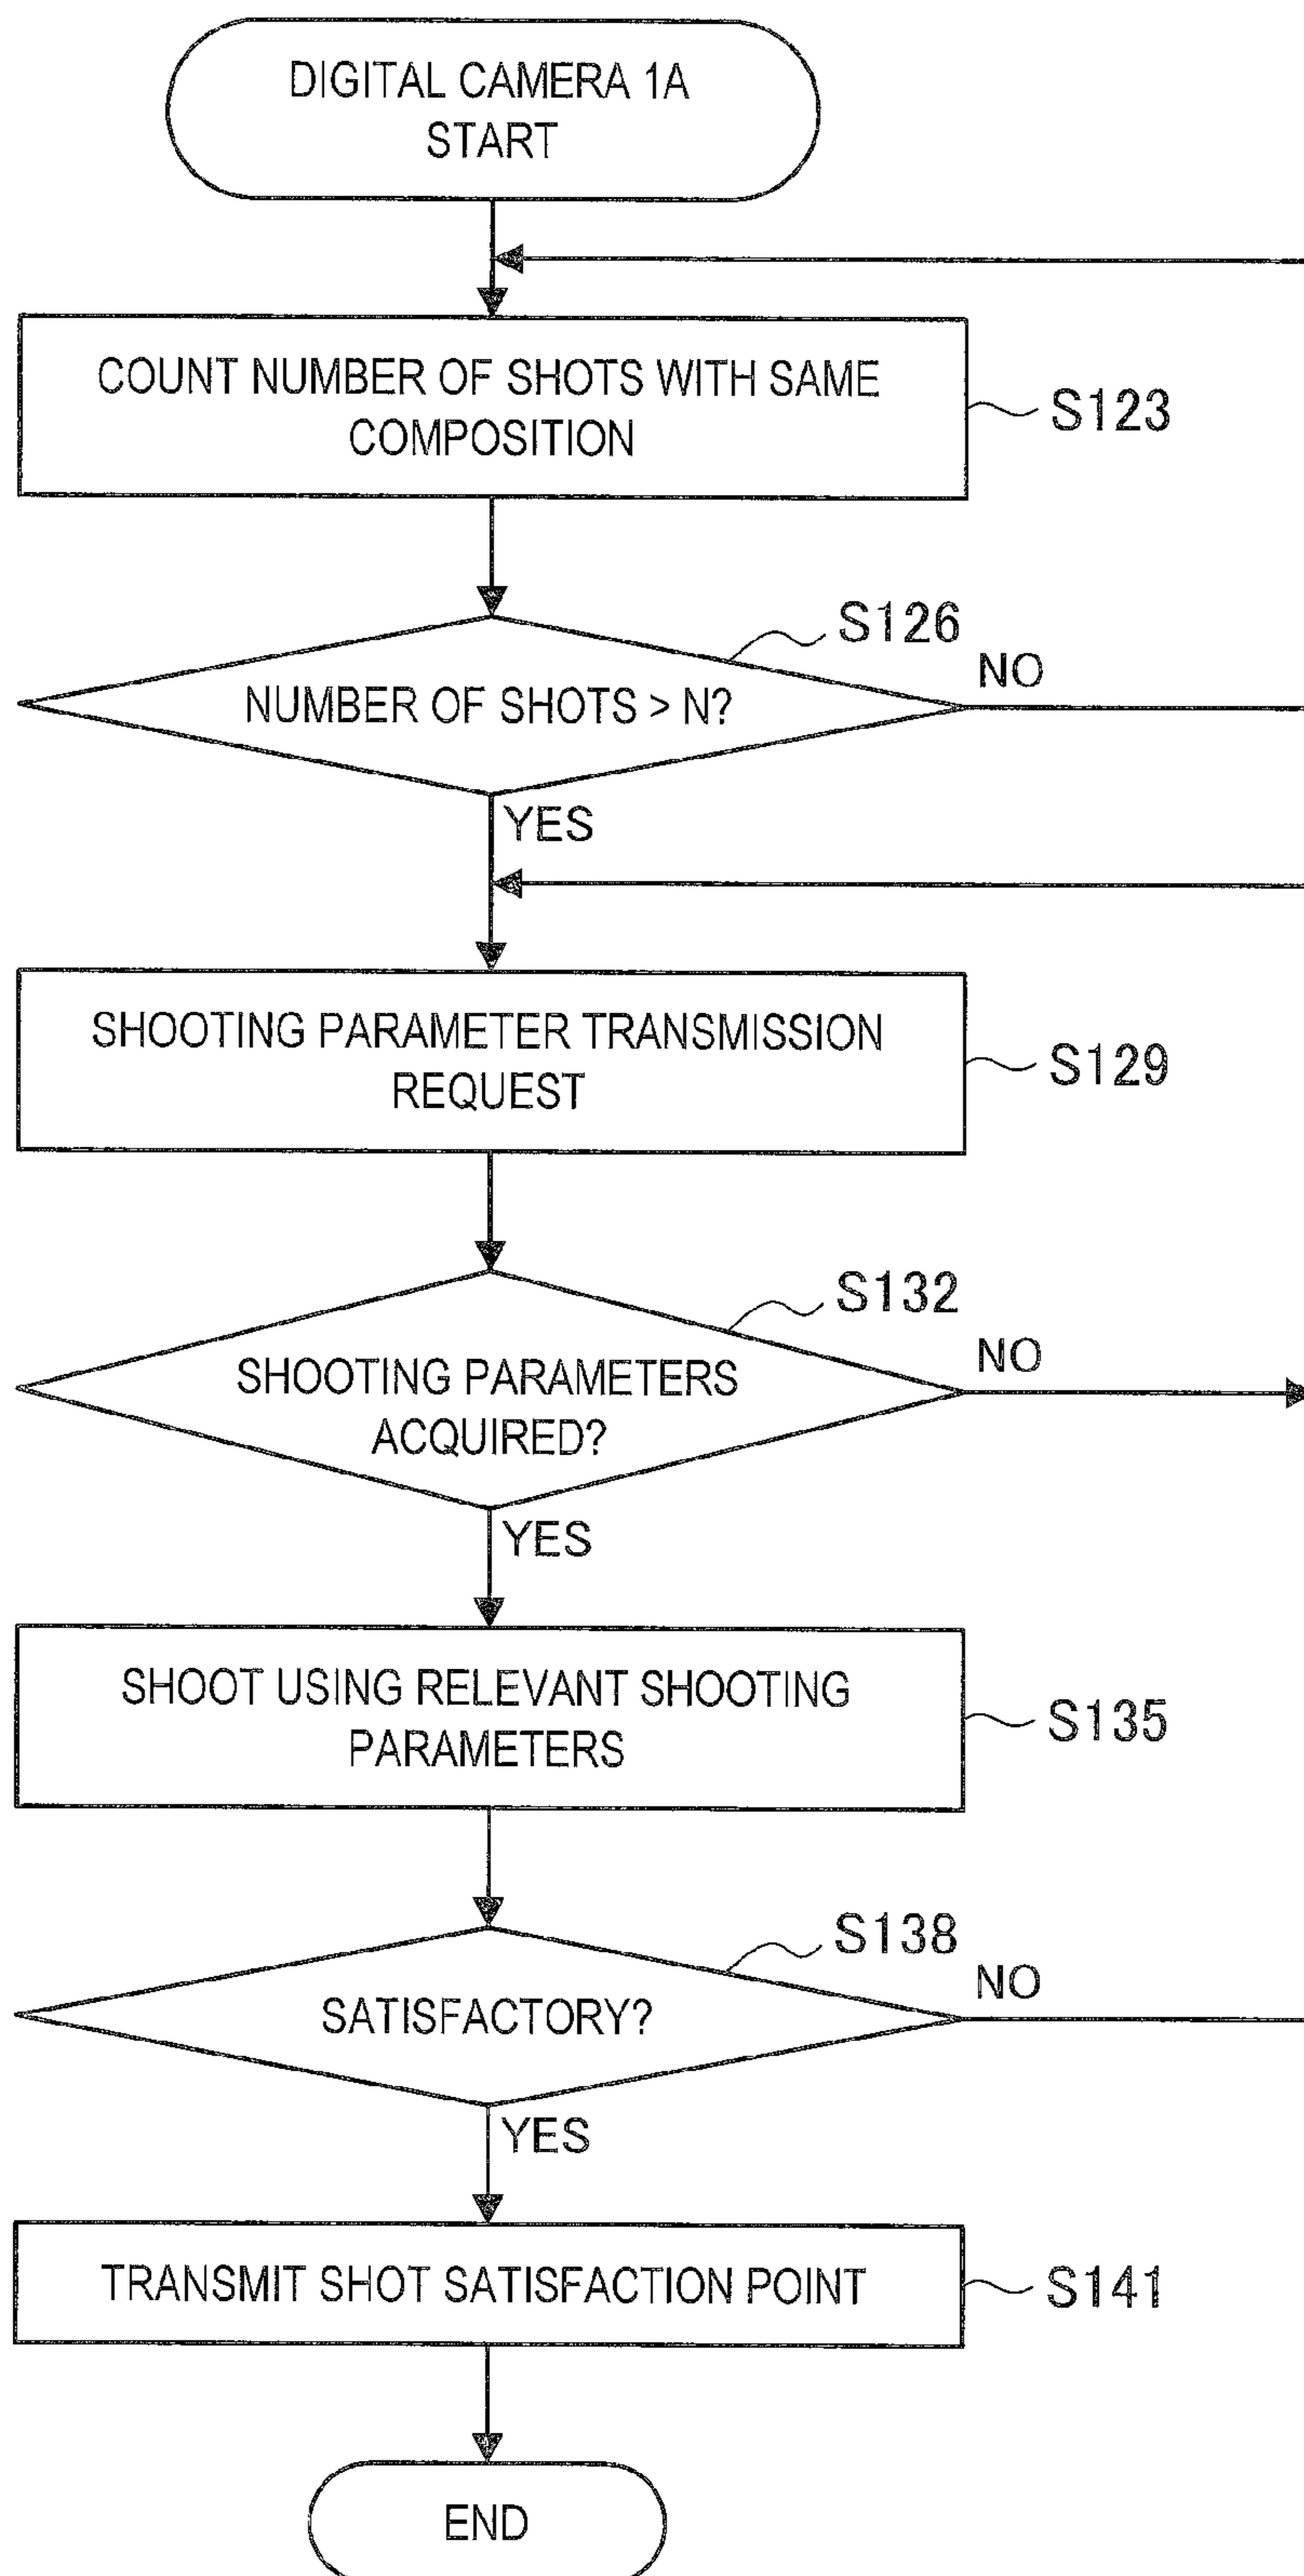 DIGITAL CAMERA 1A
START
COUNT NUMBER OF SHOTS WITH SAME
COMPOSITION
S123
S126
NUMBER OF SHOTS > N?
NO
YES
SHOOTING PARAMETER TRANSMISSION
REQUEST
S129
S132
SHOOTING PARAMETERS
ACQUIRED?
NO
YES
SHOOT USING RELEVANT SHOOTING
PARAMETERS
S135
S138
SATISFACTORY?
NO
YES
TRANSMIT SHOT SATISFACTION POINT
S141
END